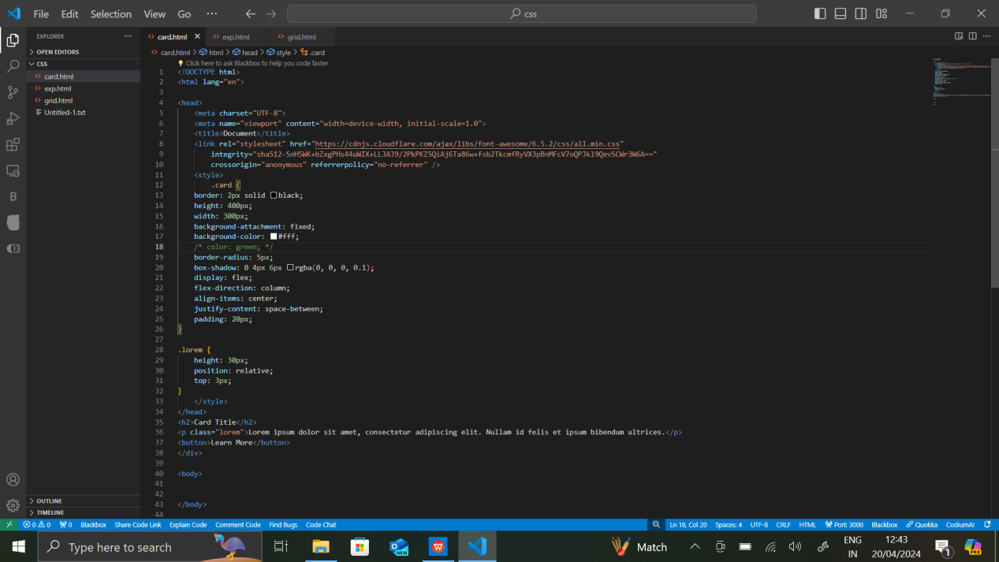 File Edit Selection View Go ··· css
EXPLORER ···
OPEN EDITORS
CSS
card.html
exp.html
grid.html
Untitled-1.txt
OUTLINE
TIMELINE
card.html exp.html grid.html
card.html > html > head > style > .card
Click here to ask Blackbox to help you code faster
1 <!DOCTYPE html>
2 <html lang="en">
3
4 <head>
5 <meta charset="UTF-8">
6 <meta name="viewport" content="width=device-width, initial-scale=1.0">
7 <title>Document</title>
8 <link rel="stylesheet" href="https://cdnjs.cloudflare.com/ajax/libs/font-awesome/6.5.2/css/all.min.css"
9 integrity="sha512-SnH5WK+bZxgPHs44uWIX+LLJAJ9/2PkPKZ5QiAj6Ta86w+fsb2TkcmfRyVX3pBnMFcV7oQPJkl9QevSCWr3W6A=="
10 crossorigin="anonymous" referrerpolicy="no-referrer" />
11 <style>
12 .card {
13 border: 2px solid black;
14 height: 400px;
15 width: 300px;
16 background-attachment: fixed;
17 background-color: #fff;
18 /* color: green; */
19 border-radius: 5px;
20 box-shadow: 0 4px 6px rgba(0, 0, 0, 0.1);
21 display: flex;
22 flex-direction: column;
23 align-items: center;
24 justify-content: space-between;
25 padding: 20px;
26 }
27
28 .lorem {
29 height: 30px;
30 position: relative;
31 top: 3px;
32 }
33 </style>
34 </head>
35 <h2>Card Title</h2>
36 <p class="lorem">Lorem ipsum dolor sit amet, consectetur adipiscing elit. Nullam id felis et ipsum bibendum ultrices.</p>
37 <button>Learn More</button>
38 </div>
39
40 <body>
41
42
43 </body>
44
0 0 0 Blackbox Share Code Link Explain Code Comment Code Find Bugs Code Chat Ln 18, Col 20 Spaces: 4 UTF-8 CRLF HTML Port: 3000 Blackbox Quokka CodiumAI
Type here to search NEW W Match ENG IN 12:43 20/04/2024 1 PRE